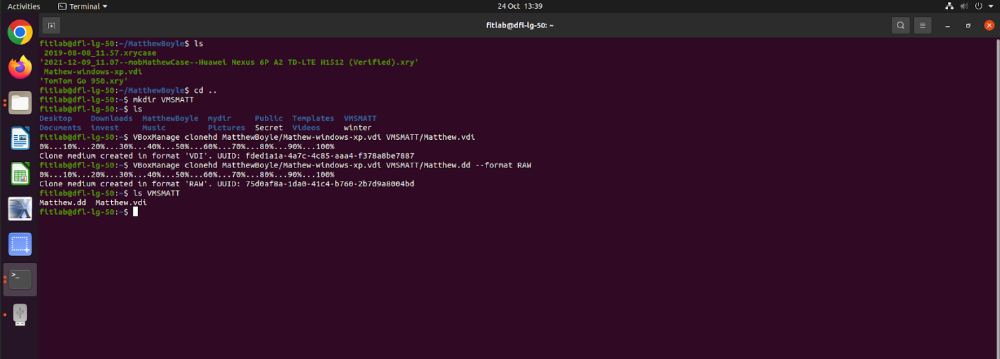 Activities Terminal 24 Oct 13:39
fitlab@dfl-lg-50: ~
fitlab@dfl-lg-50:~/MatthewBoyle$ ls
2019-08-08_11.57.xrycase
'2021-12-09_11.07--mobMathewCase--Huawei Nexus 6P A2 TD-LTE H1512 (Verified).xry'
Mathew-windows-xp.vdi
'TomTom Go 950.xry'
fitlab@dfl-lg-50:~/MatthewBoyle$ cd ..
fitlab@dfl-lg-50:~$ mkdir VMSMATT
fitlab@dfl-lg-50:~$ ls
Desktop Downloads MatthewBoyle mydir Public Templates VMSMATT
Documents invest Music Pictures Secret Videos winter
fitlab@dfl-lg-50:~$ VBoxManage clonehd MatthewBoyle/Mathew-windows-xp.vdi VMSMATT/Matthew.vdi
0%...10%...20%...30%...40%...50%...60%...70%...80%...90%...100%
Clone medium created in format 'VDI'. UUID: fded1a1a-4a7c-4c85-aaa4-f378a8be7887
fitlab@dfl-lg-50:~$ VBoxManage clonehd MatthewBoyle/Mathew-windows-xp.vdi VMSMATT/Matthew.dd --format RAW
0%...10%...20%...30%...40%...50%...60%...70%...80%...90%...100%
Clone medium created in format 'RAW'. UUID: 75d0af8a-1da0-41c4-b760-2b7d9a8004bd
fitlab@dfl-lg-50:~$ ls VMSMATT
Matthew.dd Matthew.vdi
fitlab@dfl-lg-50:~$